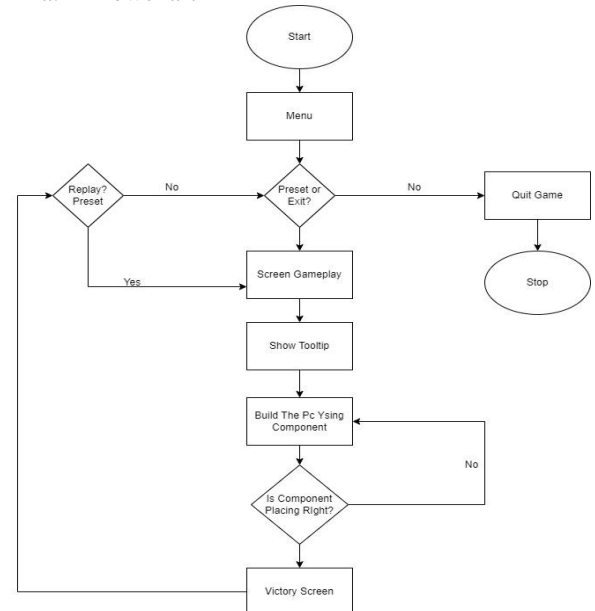 Start
Menu
Replay?
Preset
No
Preset or
Exit?
No
Quit Game
Screen Gameplay
Yes
Stop
Show Tooltip
Build The Pc Ysing
Component
No
Is Component
Placing Right?
Victory Screen